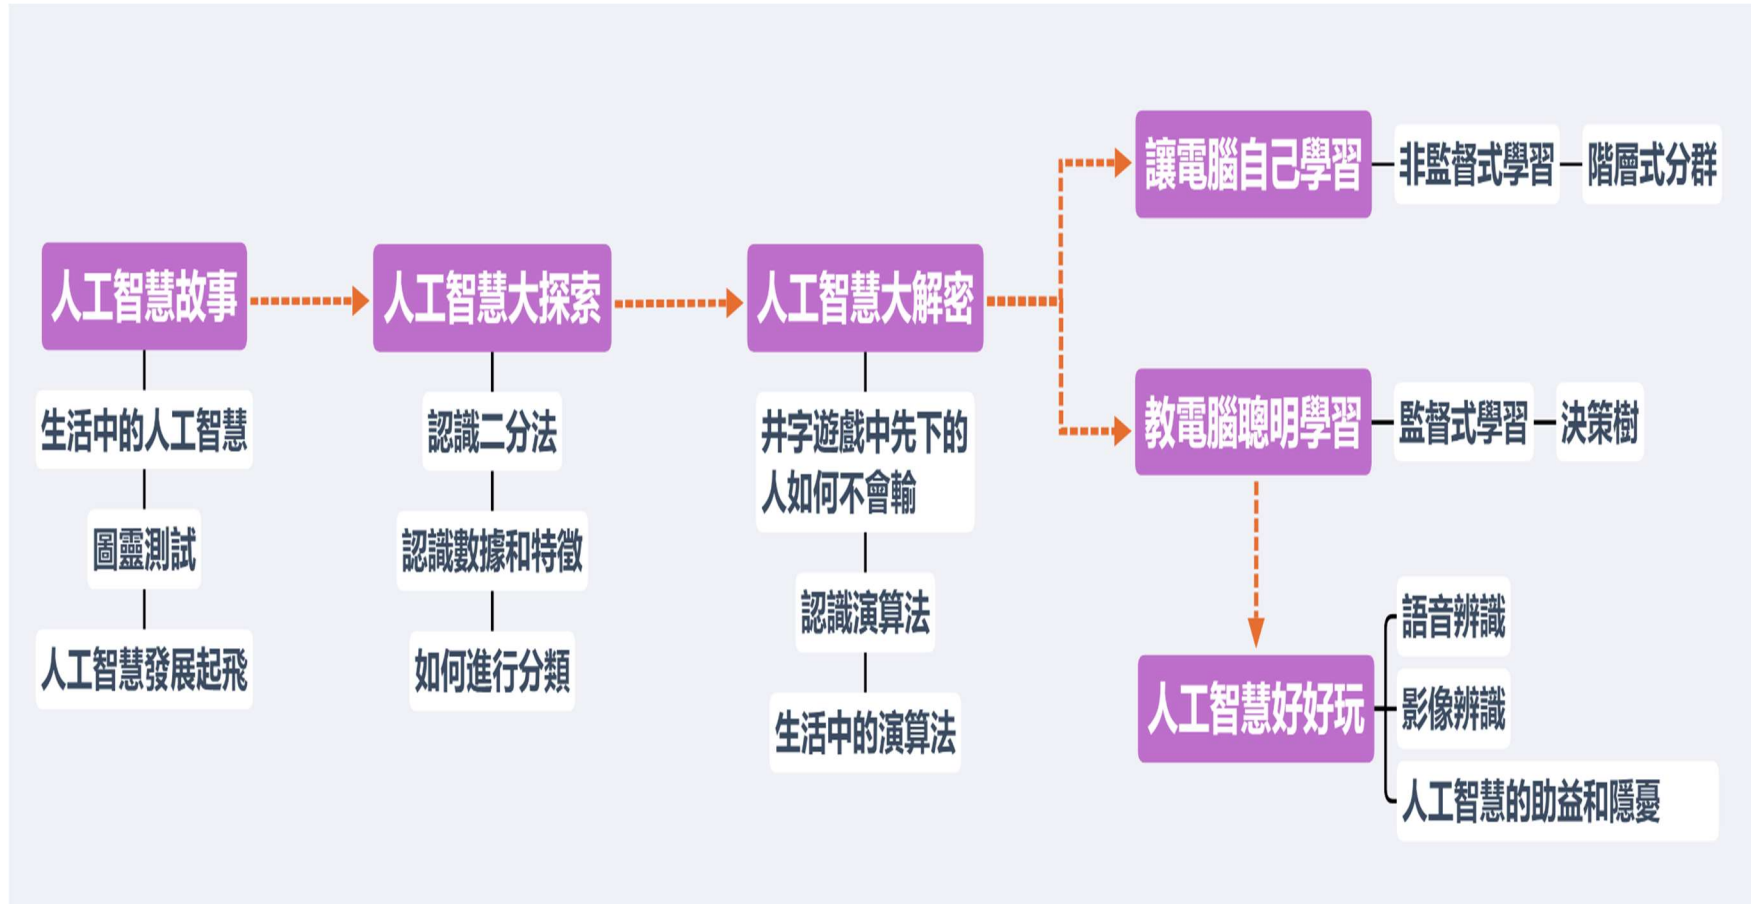 人工智慧故事
生活中的人工智慧
圖靈測試
人工智慧發展起飛
人工智慧大探索
認識二分法
認識數據和特徵
如何進行分類
人工智慧大解密
井字遊戲中先下的
人如何不會輸
認識演算法
生活中的演算法
讓電腦自己學習
非監督式學習
階層式分群
教電腦聰明學習
監督式學習
決策樹
人工智慧好好玩
語音辨識
影像辨識
人工智慧的助益和隱憂